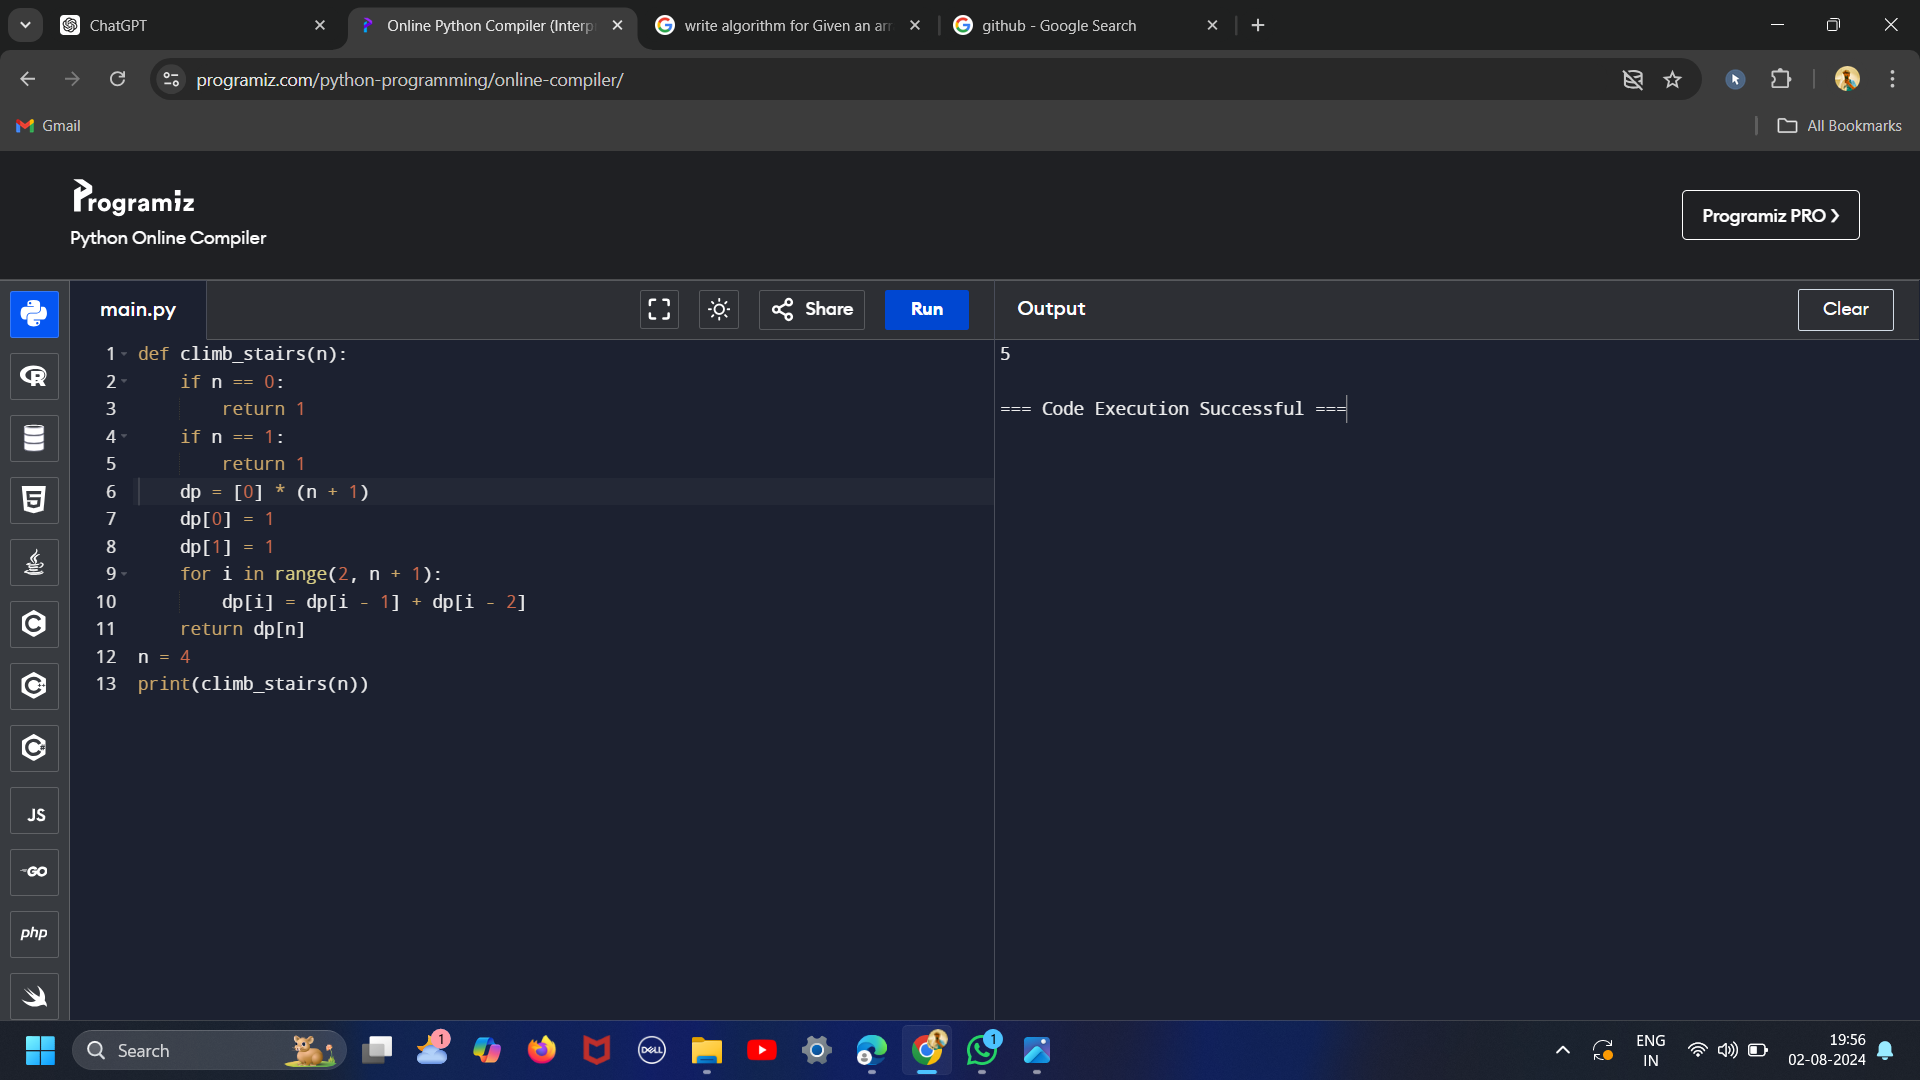 ChatGPT
Online Python Compiler (Interp
write algorithm for Given an arr
github - Google Search
programiz.com/python-programming/online-compiler/
Gmail
All Bookmarks
Programiz
Python Online Compiler
Programiz PRO ❯
main.py
Share
Run
Output
Clear
1 def climb_stairs(n):
2     if n == 0:
3         return 1
4     if n == 1:
5         return 1
6     dp = [0] * (n + 1)
7     dp[0] = 1
8     dp[1] = 1
9     for i in range(2, n + 1):
10         dp[i] = dp[i - 1] + dp[i - 2]
11     return dp[n]
12 n = 4
13 print(climb_stairs(n))
5
=== Code Execution Successful ===
R
5
C
C
C
JS
GO
php
Search
1
DELL
1
ENG
IN
19:56
02-08-2024